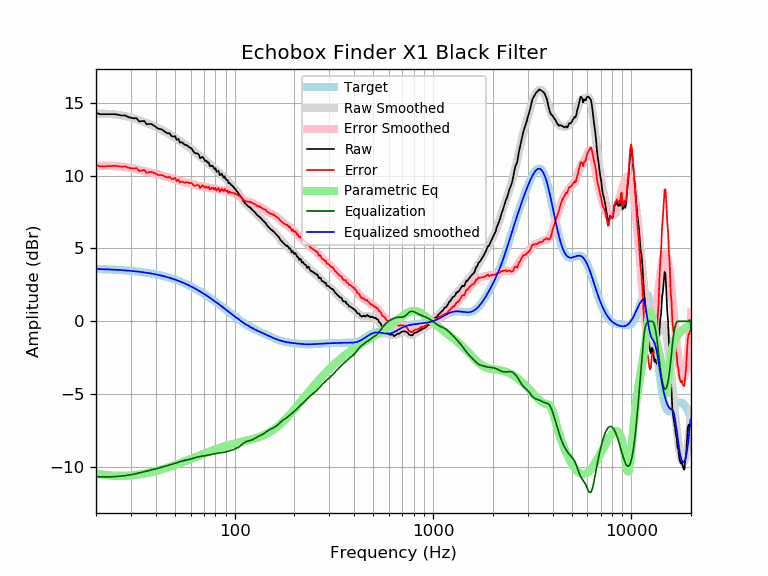 Echobox Finder X1 Black Filter
Target
Raw Smoothed
Error Smoothed
Raw
Error
Parametric Eq
Equalization
Equalized smoothed
15
10
5
0
−5
−10
Amplitude (dBr)
100
1000
10000
Frequency (Hz)